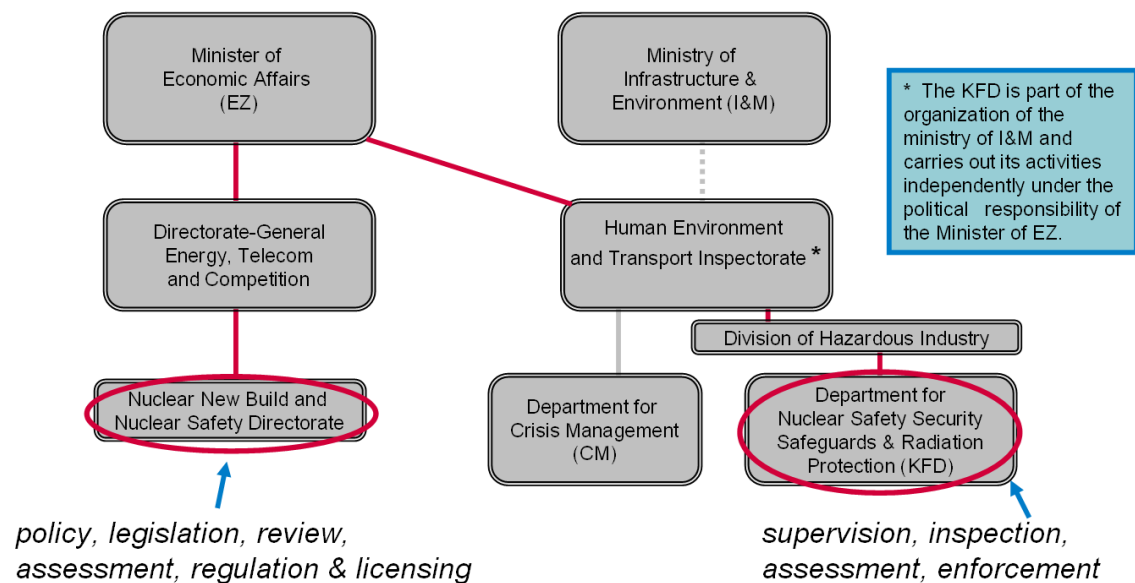 Minister of
Economic Affairs
(EZ)
Ministry of
Infrastructure &
Environment (I&M)
* The KFD is part of the
organization of the
ministry of I&M and
carries out its activities
independently under the
political responsibility of
the Minister of EZ.
Directorate-General
Energy, Telecom
and Competition
Human Environment
and Transport Inspectorate *
Division of Hazardous Industry
Nuclear New Build and
Nuclear Safety Directorate
Department for
Crisis Management
(CM)
Department for
Nuclear Safety Security
Safeguards & Radiation
Protection (KFD)
policy, legislation, review,
assessment, regulation & licensing
supervision, inspection,
assessment, enforcement